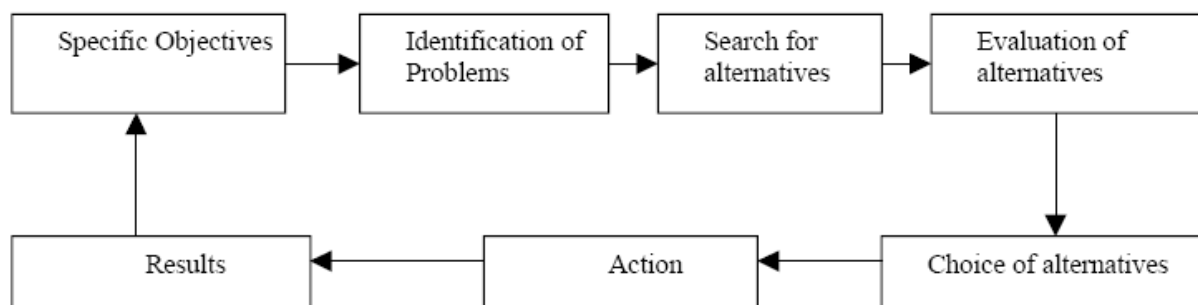 Specific Objectives
Identification of
Problems
Search for
alternatives
Evaluation of
alternatives
Results
Action
Choice of alternatives